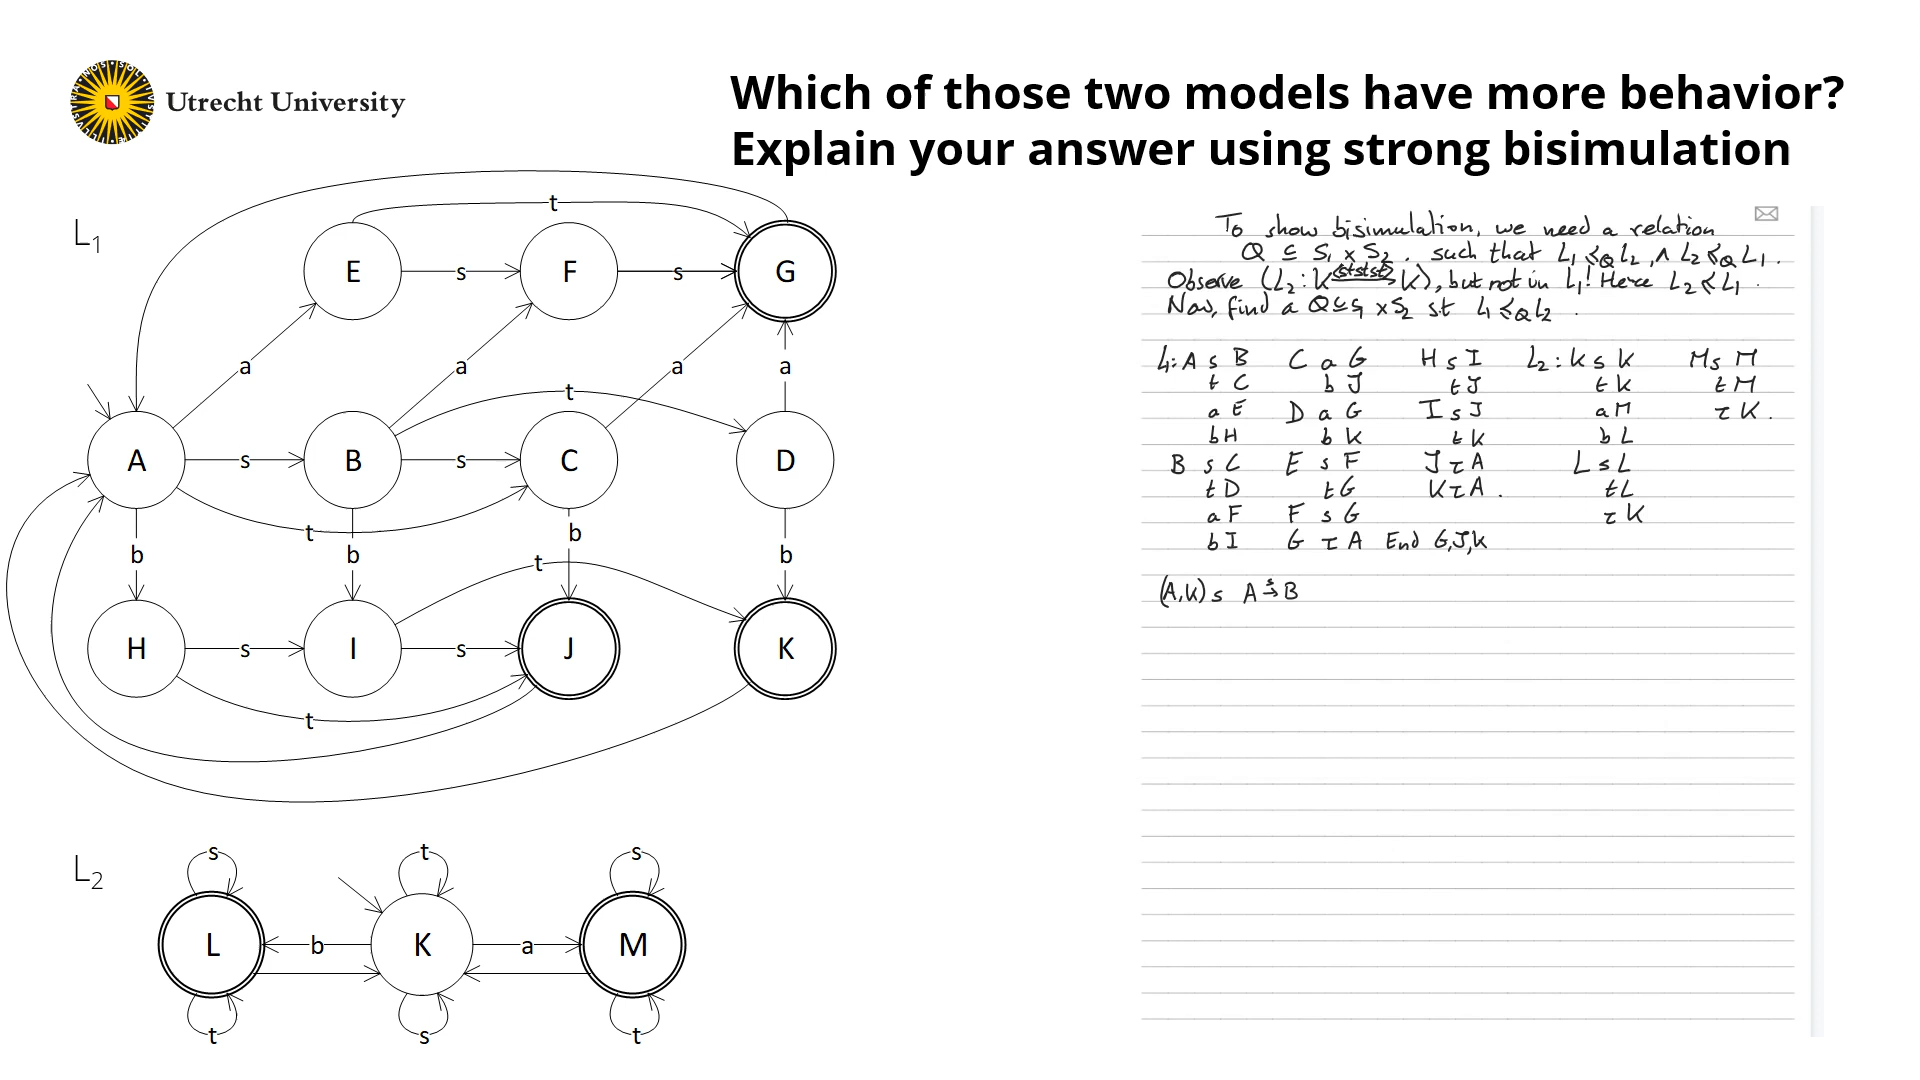 Utrecht University
Which of those two models have more behavior?
Explain your answer using strong bisimulation
L1
t
E
s
F
s
G
a
a
a
a
t
A
s
B
s
C
D
t
b
b
b
b
t
H
s
I
s
J
K
t
L2
s
t
s
L
b
K
a
M
t
s
t
To show bisimulation, we need a relation
Q ⊆ S1 × S2 . such that L1 ≼Q L2 , ∧ L2 ≼Q L1 .
Observe (L2 : K ststst K), but not in L1! Here L2 ⋠ L1 .
Now, find a Q ⊆ S1 × S2 st L1 ≼Q L2 .
L1: A s B C a G H s I L2 : K s K M s M
t C b J t J t K t M
a E D a G I s J a M τ K .
b H b K t K b L
B s C E s F J τ A L s L
t D t G K τ A . t L
a F F s G τ K
b I G τ A End G,J,K
(A,K) s A s→ B